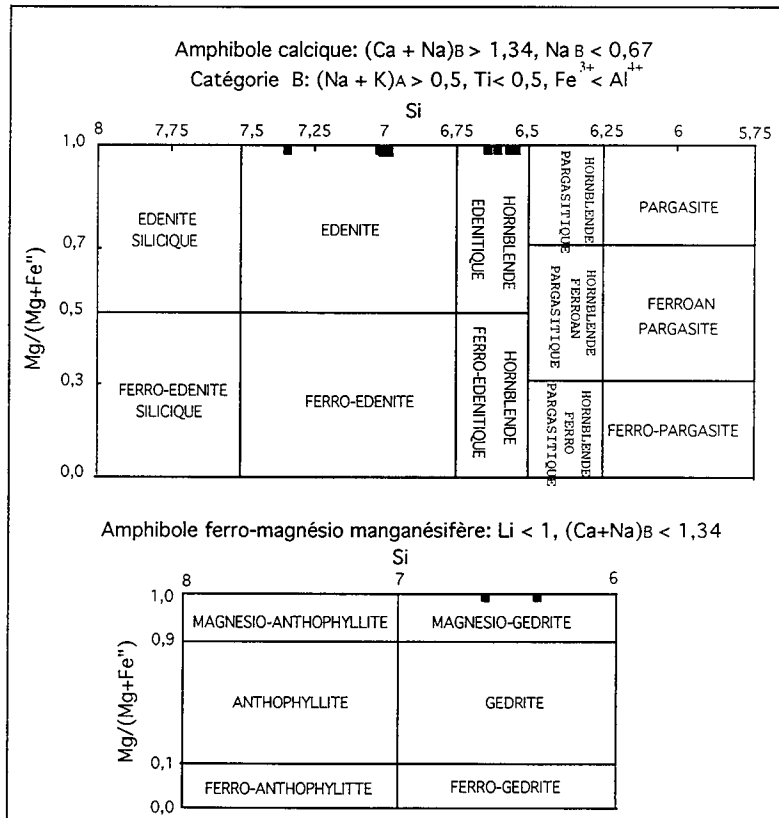 Amphibole calcique: (Ca + Na)B > 1,34, Na B < 0,67
Catégorie B: (Na + K)A > 0,5, Ti< 0,5, Fe3+< Al4+
Si
8 7,75 7,5 7,25 7 6,75 6,5 6,25 6 5,75
1,0
0,7
0,5
0,3
0,0
Mg/(Mg+Fe")
EDENITE
SILICIQUE
EDENITE
HORNBLENDE
EDENITIQUE
HORNBLENDE
PARGASITIQUE
PARGASITE
HORNBLENDE
FERROAN
PARGASITIQUE
FERROAN
PARGASITE
FERRO-EDENITE
SILICIQUE
FERRO-EDENITE
HORNBLENDE
FERRO-EDENITIQUE
HORNBLENDE
FERRO
PARGASITIQUE
FERRO-PARGASITE
Amphibole ferro-magnésio manganésifère: Li < 1, (Ca+Na)B < 1,34
Si
8 7 6
1,0
0,9
0,1
0,0
Mg/(Mg+Fe")
MAGNESIO-ANTHOPHYLLITE
MAGNESIO-GEDRITE
ANTHOPHYLLITE
GEDRITE
FERRO-ANTHOPHYLITTE
FERRO-GEDRITE